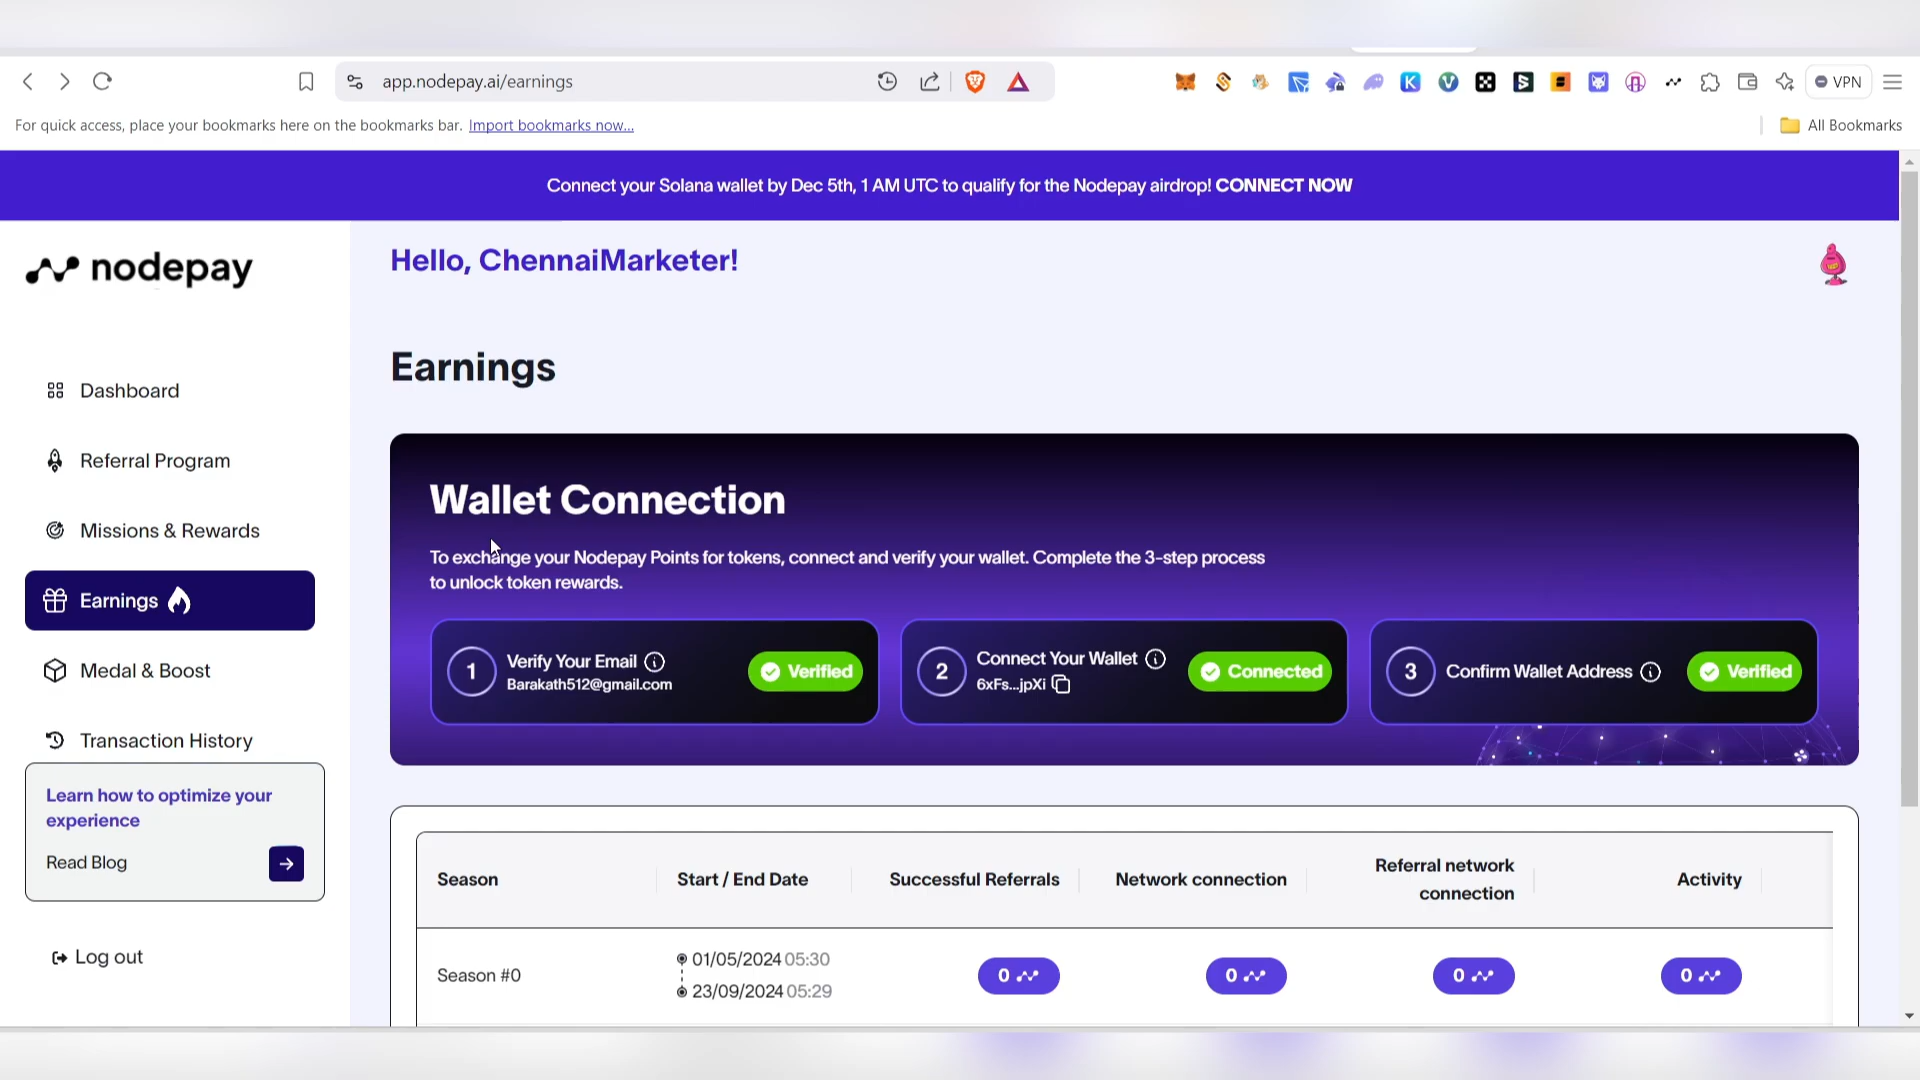 app.nodepay.ai/earnings
VPN
For quick access, place your bookmarks here on the bookmarks bar. Import bookmarks now...
All Bookmarks
Connect your Solana wallet by Dec 5th, 1 AM UTC to qualify for the Nodepay airdrop! CONNECT NOW
nodepay
Hello, ChennaiMarketer!
Earnings
Dashboard
Referral Program
Missions & Rewards
Earnings
Medal & Boost
Transaction History
Learn how to optimize your
experience
Read Blog
Log out
Wallet Connection
To exchange your Nodepay Points for tokens, connect and verify your wallet. Complete the 3-step process
to unlock token rewards.
1 Verify Your Email Verified
Barakath512@gmail.com
2 Connect Your Wallet Connected
6xFs...jpXi
3 Confirm Wallet Address Verified
Season Start / End Date Successful Referrals Network connection Referral network connection Activity
Season #0 01/05/2024 05:30 0 0 0 0
23/09/2024 05:29